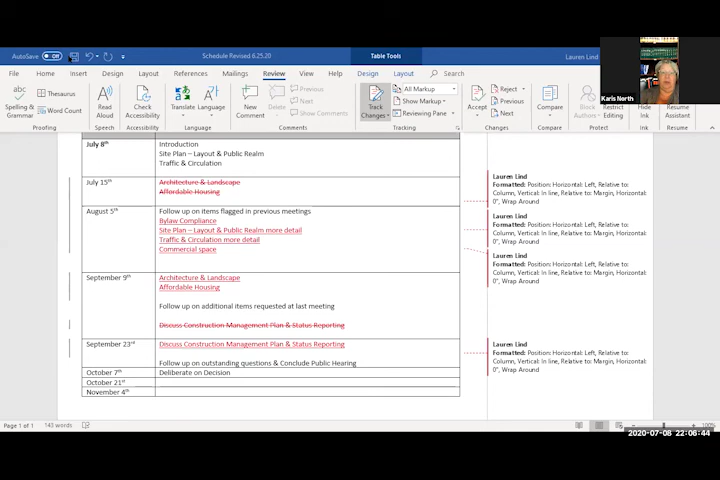 AutoSave Off Schedule Revised 6.25.20 Table Tools Lauren Lind
File Home Insert Design Layout References Mailings Review View Help Design Layout Search
Spelling & Grammar Thesaurus Word Count Read Aloud Check Accessibility Translate Language New Comment Delete Previous Next Show Comments Track Changes All Markup Show Markup Reviewing Pane Accept Reject Previous Next Compare Block Authors Restrict Editing Hide Ink Resume Assistant
Proofing Speech Accessibility Language Comments Tracking Changes Compare Protect Ink Resume
Karis North
July 8th Introduction
Site Plan – Layout & Public Realm
Traffic & Circulation
July 15th Architecture & Landscape
Affordable Housing
August 5th Follow up on items flagged in previous meetings
Bylaw Compliance
Site Plan – Layout & Public Realm more detail
Traffic & Circulation more detail
Commercial space
September 9th Architecture & Landscape
Affordable Housing
Follow up on additional items requested at last meeting
Discuss Construction Management Plan & Status Reporting
September 23rd Discuss Construction Management Plan & Status Reporting
Follow up on outstanding questions & Conclude Public Hearing
October 7th Deliberate on Decision
October 21st
November 4th
Lauren Lind
Formatted: Position: Horizontal: Left, Relative to:
Column, Vertical: In line, Relative to: Margin, Horizontal:
0", Wrap Around
Lauren Lind
Formatted: Position: Horizontal: Left, Relative to:
Column, Vertical: In line, Relative to: Margin, Horizontal:
0", Wrap Around
Lauren Lind
Formatted: Position: Horizontal: Left, Relative to:
Column, Vertical: In line, Relative to: Margin, Horizontal:
0", Wrap Around
Lauren Lind
Formatted: Position: Horizontal: Left, Relative to:
Column, Vertical: In line, Relative to: Margin, Horizontal:
0", Wrap Around
Page 1 of 1 143 words 100%
2020-07-08 22:06:44